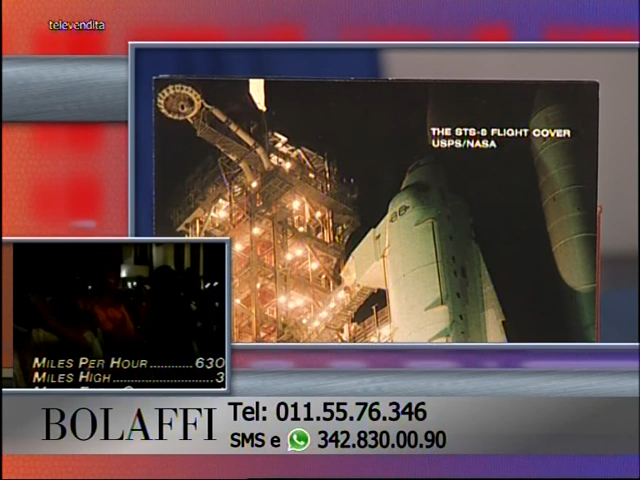 televendita
THE STS-8 FLIGHT COVER
USPS/NASA
MILES PER HOUR...........630
MILES HIGH.......................3
BOLAFFI
Tel: 011.55.76.346
SMS e 342.830.00.90